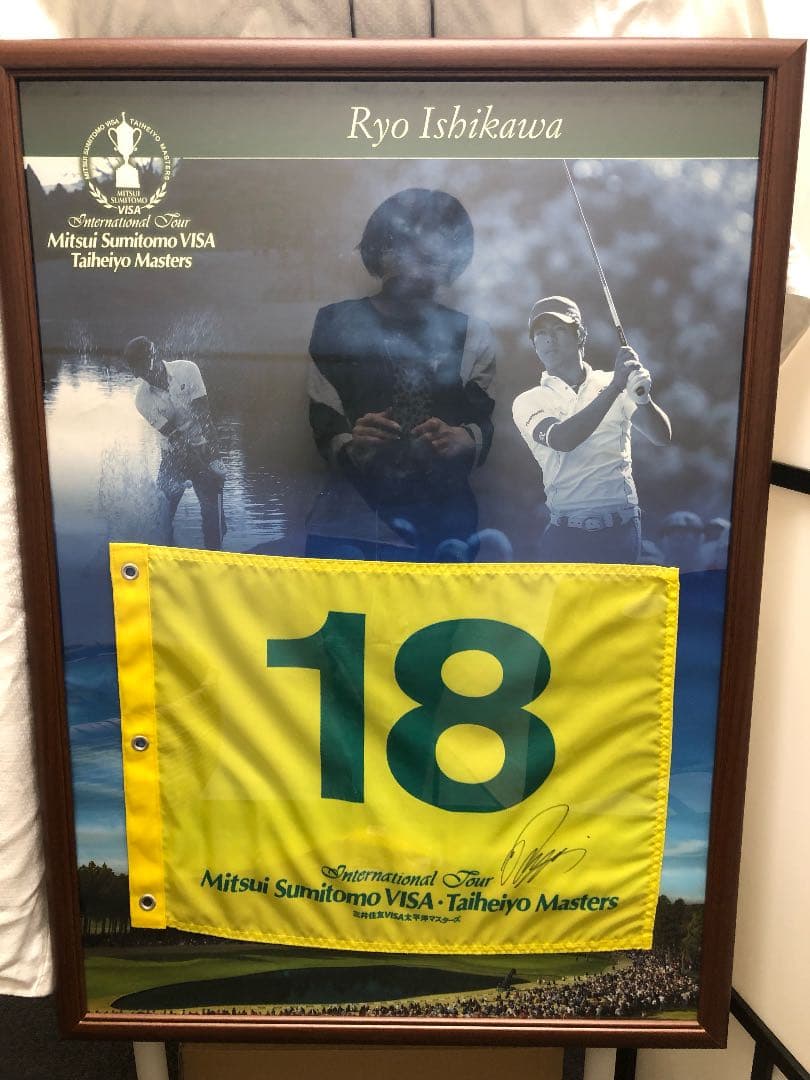 Ryo Ishikawa
MITSUI SUMITOMO VISA TAIHEIYO MASTERS
MITSUI
SUMITOMO
VISA
International Tour
Mitsui Sumitomo VISA
Taiheiyo Masters
18
International Tour
Mitsui Sumitomo VISA・Taiheiyo Masters
三井住友VISA太平洋マスターズ